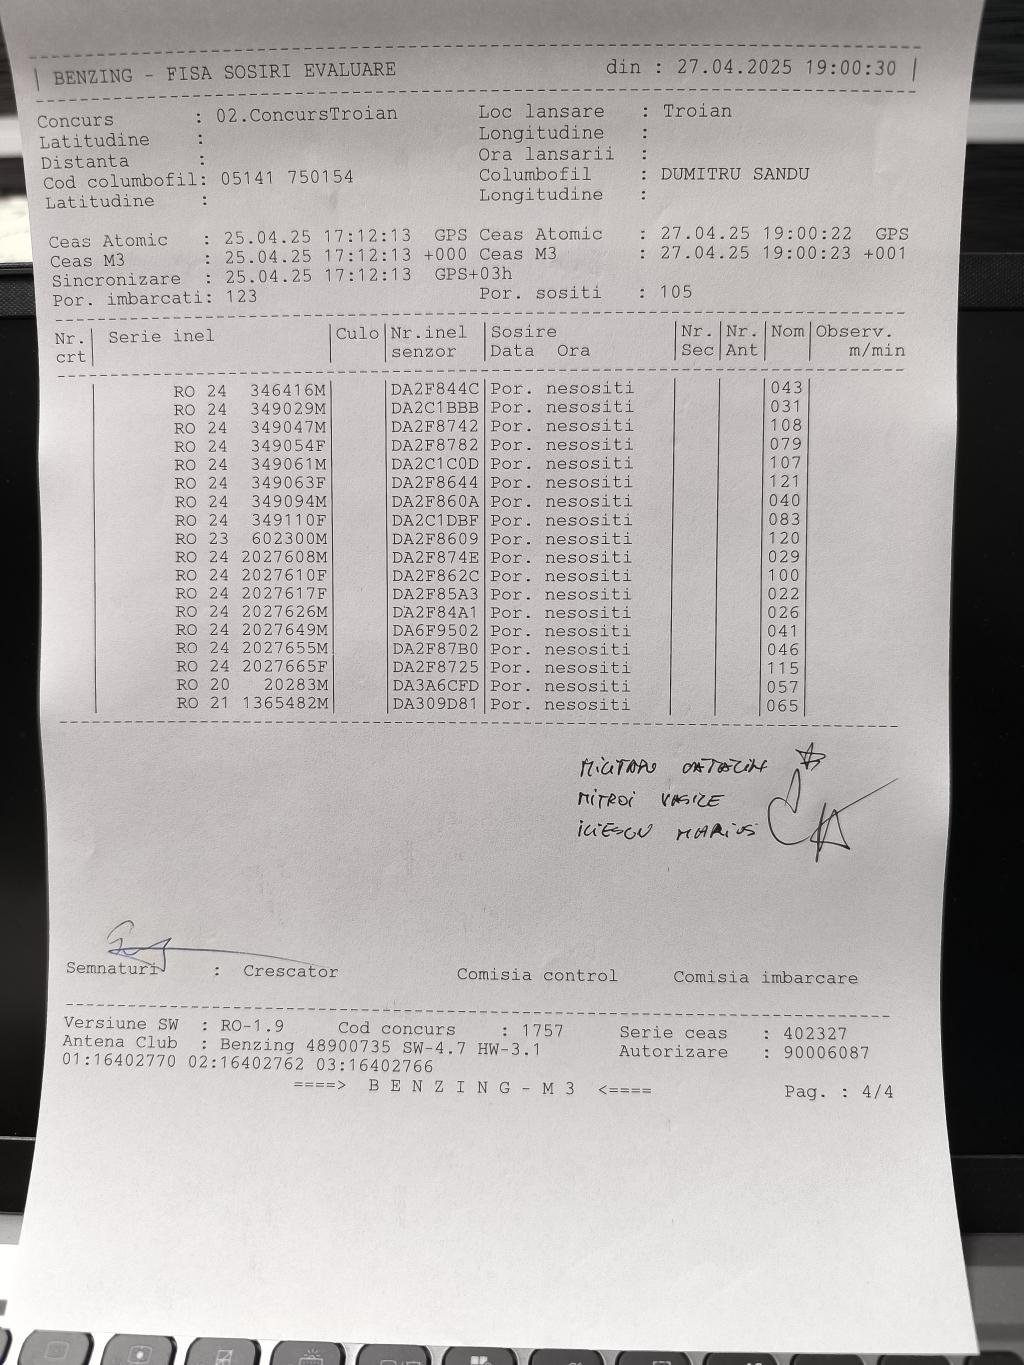 BENZING - FISA SOSIRI EVALUARE din : 27.04.2025 19:00:30
Concurs : 02.ConcursTroian Loc lansare : Troian
Latitudine : Longitudine :
Distanta : Ora lansarii :
Cod columbofil: 05141 750154 Columbofil : DUMITRU SANDU
Latitudine : Longitudine :
Ceas Atomic : 25.04.25 17:12:13 GPS Ceas Atomic : 27.04.25 19:00:22 GPS
Ceas M3 : 25.04.25 17:12:13 +000 Ceas M3 : 27.04.25 19:00:23 +001
Sincronizare : 25.04.25 17:12:13 GPS+03h
Por. imbarcati: 123 Por. sositi : 105
Nr. Serie inel Culo Nr.inel Sosire Nr. Nr. Nom Observ.
crt senzor Data Ora Sec Ant m/min
RO 24 346416M DA2F844C Por. nesositi 043
RO 24 349029M DA2C1BBB Por. nesositi 031
RO 24 349047M DA2F8742 Por. nesositi 108
RO 24 349054F DA2F8782 Por. nesositi 079
RO 24 349061M DA2C1C0D Por. nesositi 107
RO 24 349063F DA2F8644 Por. nesositi 121
RO 24 349094M DA2F860A Por. nesositi 040
RO 24 349110F DA2C1DBF Por. nesositi 083
RO 23 602300M DA2F8609 Por. nesositi 120
RO 24 2027608M DA2F874E Por. nesositi 029
RO 24 2027610F DA2F862C Por. nesositi 100
RO 24 2027617F DA2F85A3 Por. nesositi 022
RO 24 2027626M DA2F84A1 Por. nesositi 026
RO 24 2027649M DA6F9502 Por. nesositi 041
RO 24 2027655M DA2F87B0 Por. nesositi 046
RO 24 2027665F DA2F8725 Por. nesositi 115
RO 20 20283M DA3A6CFD Por. nesositi 057
RO 21 1365482M DA309D81 Por. nesositi 065
MILITARU CATALIN
MITROI VASILE
ILIESCU MARIUS
Semnaturi : Crescator Comisia control Comisia imbarcare
Versiune SW : RO-1.9 Cod concurs : 1757 Serie ceas : 402327
Antena Club : Benzing 48900735 SW-4.7 HW-3.1 Autorizare : 90006087
01:16402770 02:16402762 03:16402766
====> B E N Z I N G - M 3 <==== Pag. : 4/4